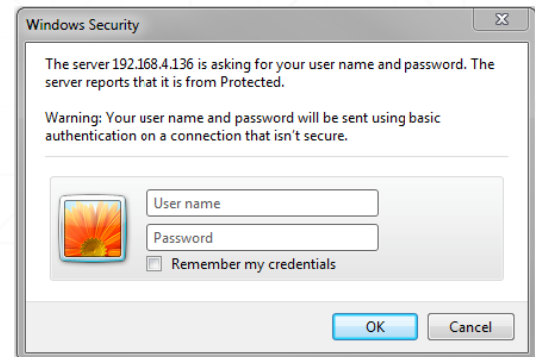 Windows Security
The server 192.168.4.136 is asking for your user name and password. The
server reports that it is from Protected.
Warning: Your user name and password will be sent using basic
authentication on a connection that isn't secure.
User name
Password
Remember my credentials
OK
Cancel